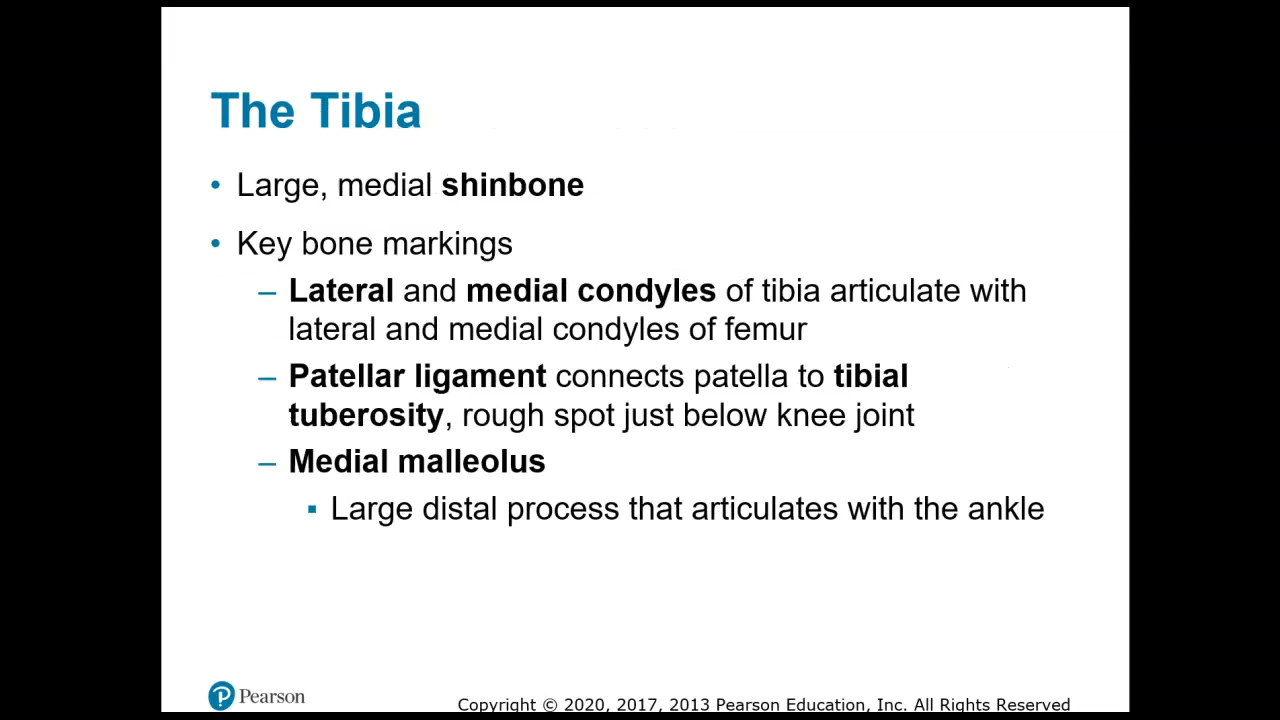 The Tibia
• Large, medial shinbone
• Key bone markings
– Lateral and medial condyles of tibia articulate with
lateral and medial condyles of femur
– Patellar ligament connects patella to tibial
tuberosity, rough spot just below knee joint
– Medial malleolus
▪ Large distal process that articulates with the ankle
Pearson
Copyright © 2020, 2017, 2013 Pearson Education, Inc. All Rights Reserved